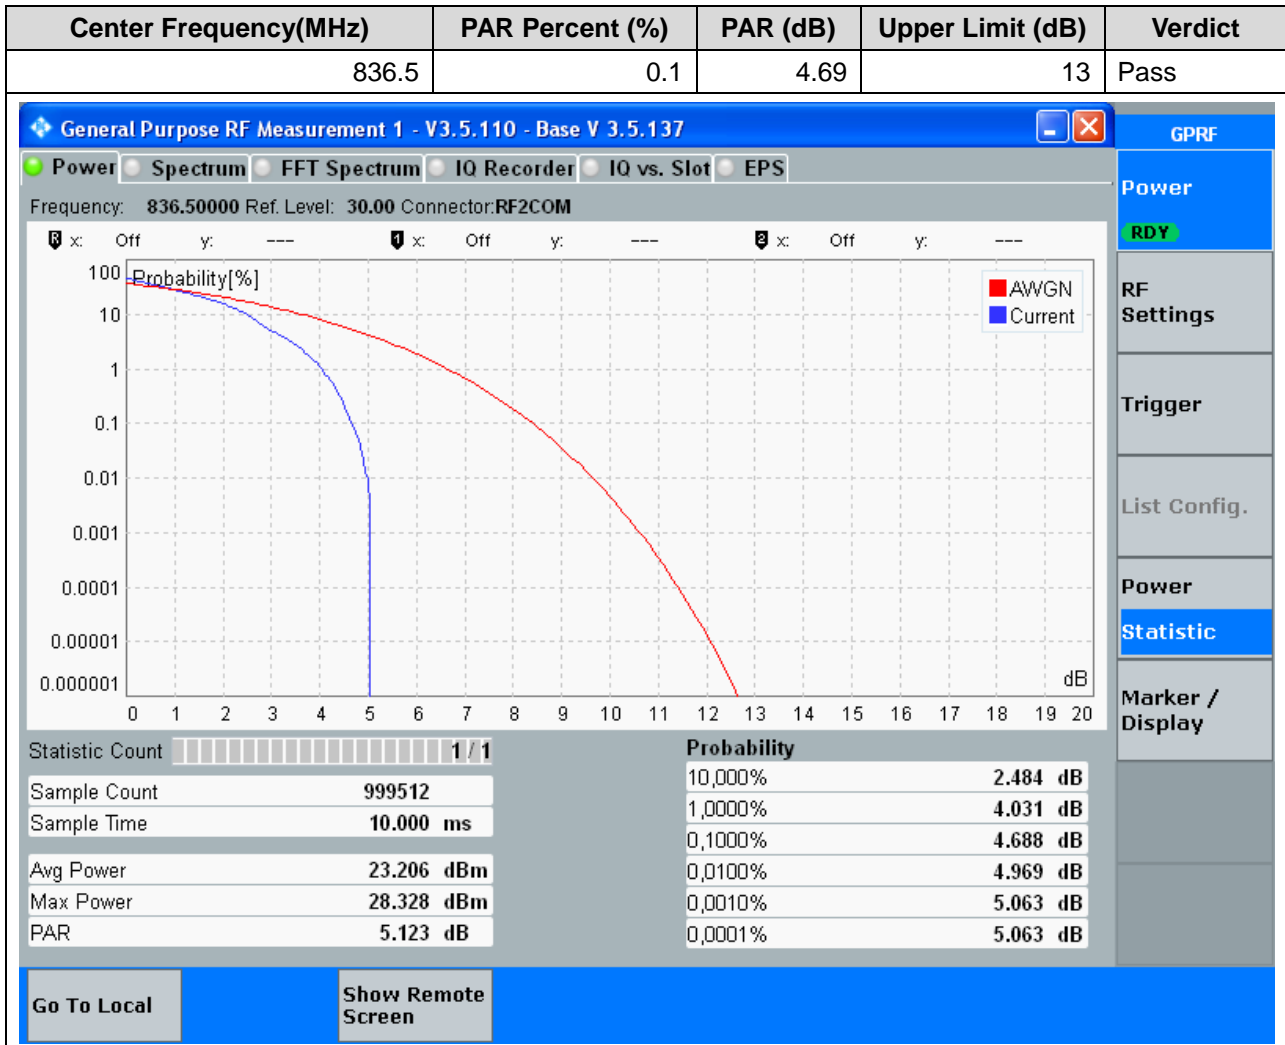 Center Frequency(MHz) PAR Percent (%) PAR (dB) Upper Limit (dB) Verdict
836.5 0.1 4.69 13 Pass
General Purpose RF Measurement 1 - V3.5.110 - Base V 3.5.137
GPRF
Power Spectrum FFT Spectrum IQ Recorder IQ vs. Slot EPS
Power
RDY
Frequency: 836.50000 Ref. Level: 30.00 Connector:RF2COM
R x: Off y: --- 1 x: Off y: --- 2 x: Off y: ---
Probability[%]
100
10
1
0.1
0.01
0.001
0.0001
0.00001
0.000001
AWGN
Current
dB
0 1 2 3 4 5 6 7 8 9 10 11 12 13 14 15 16 17 18 19 20
RF
Settings
Trigger
List Config.
Power
Statistic
Marker /
Display
Statistic Count 1 / 1
Sample Count 999512
Sample Time 10.000 ms
Avg Power 23.206 dBm
Max Power 28.328 dBm
PAR 5.123 dB
Probability
10,000% 2.484 dB
1,0000% 4.031 dB
0,1000% 4.688 dB
0,0100% 4.969 dB
0,0010% 5.063 dB
0,0001% 5.063 dB
Go To Local
Show Remote
Screen